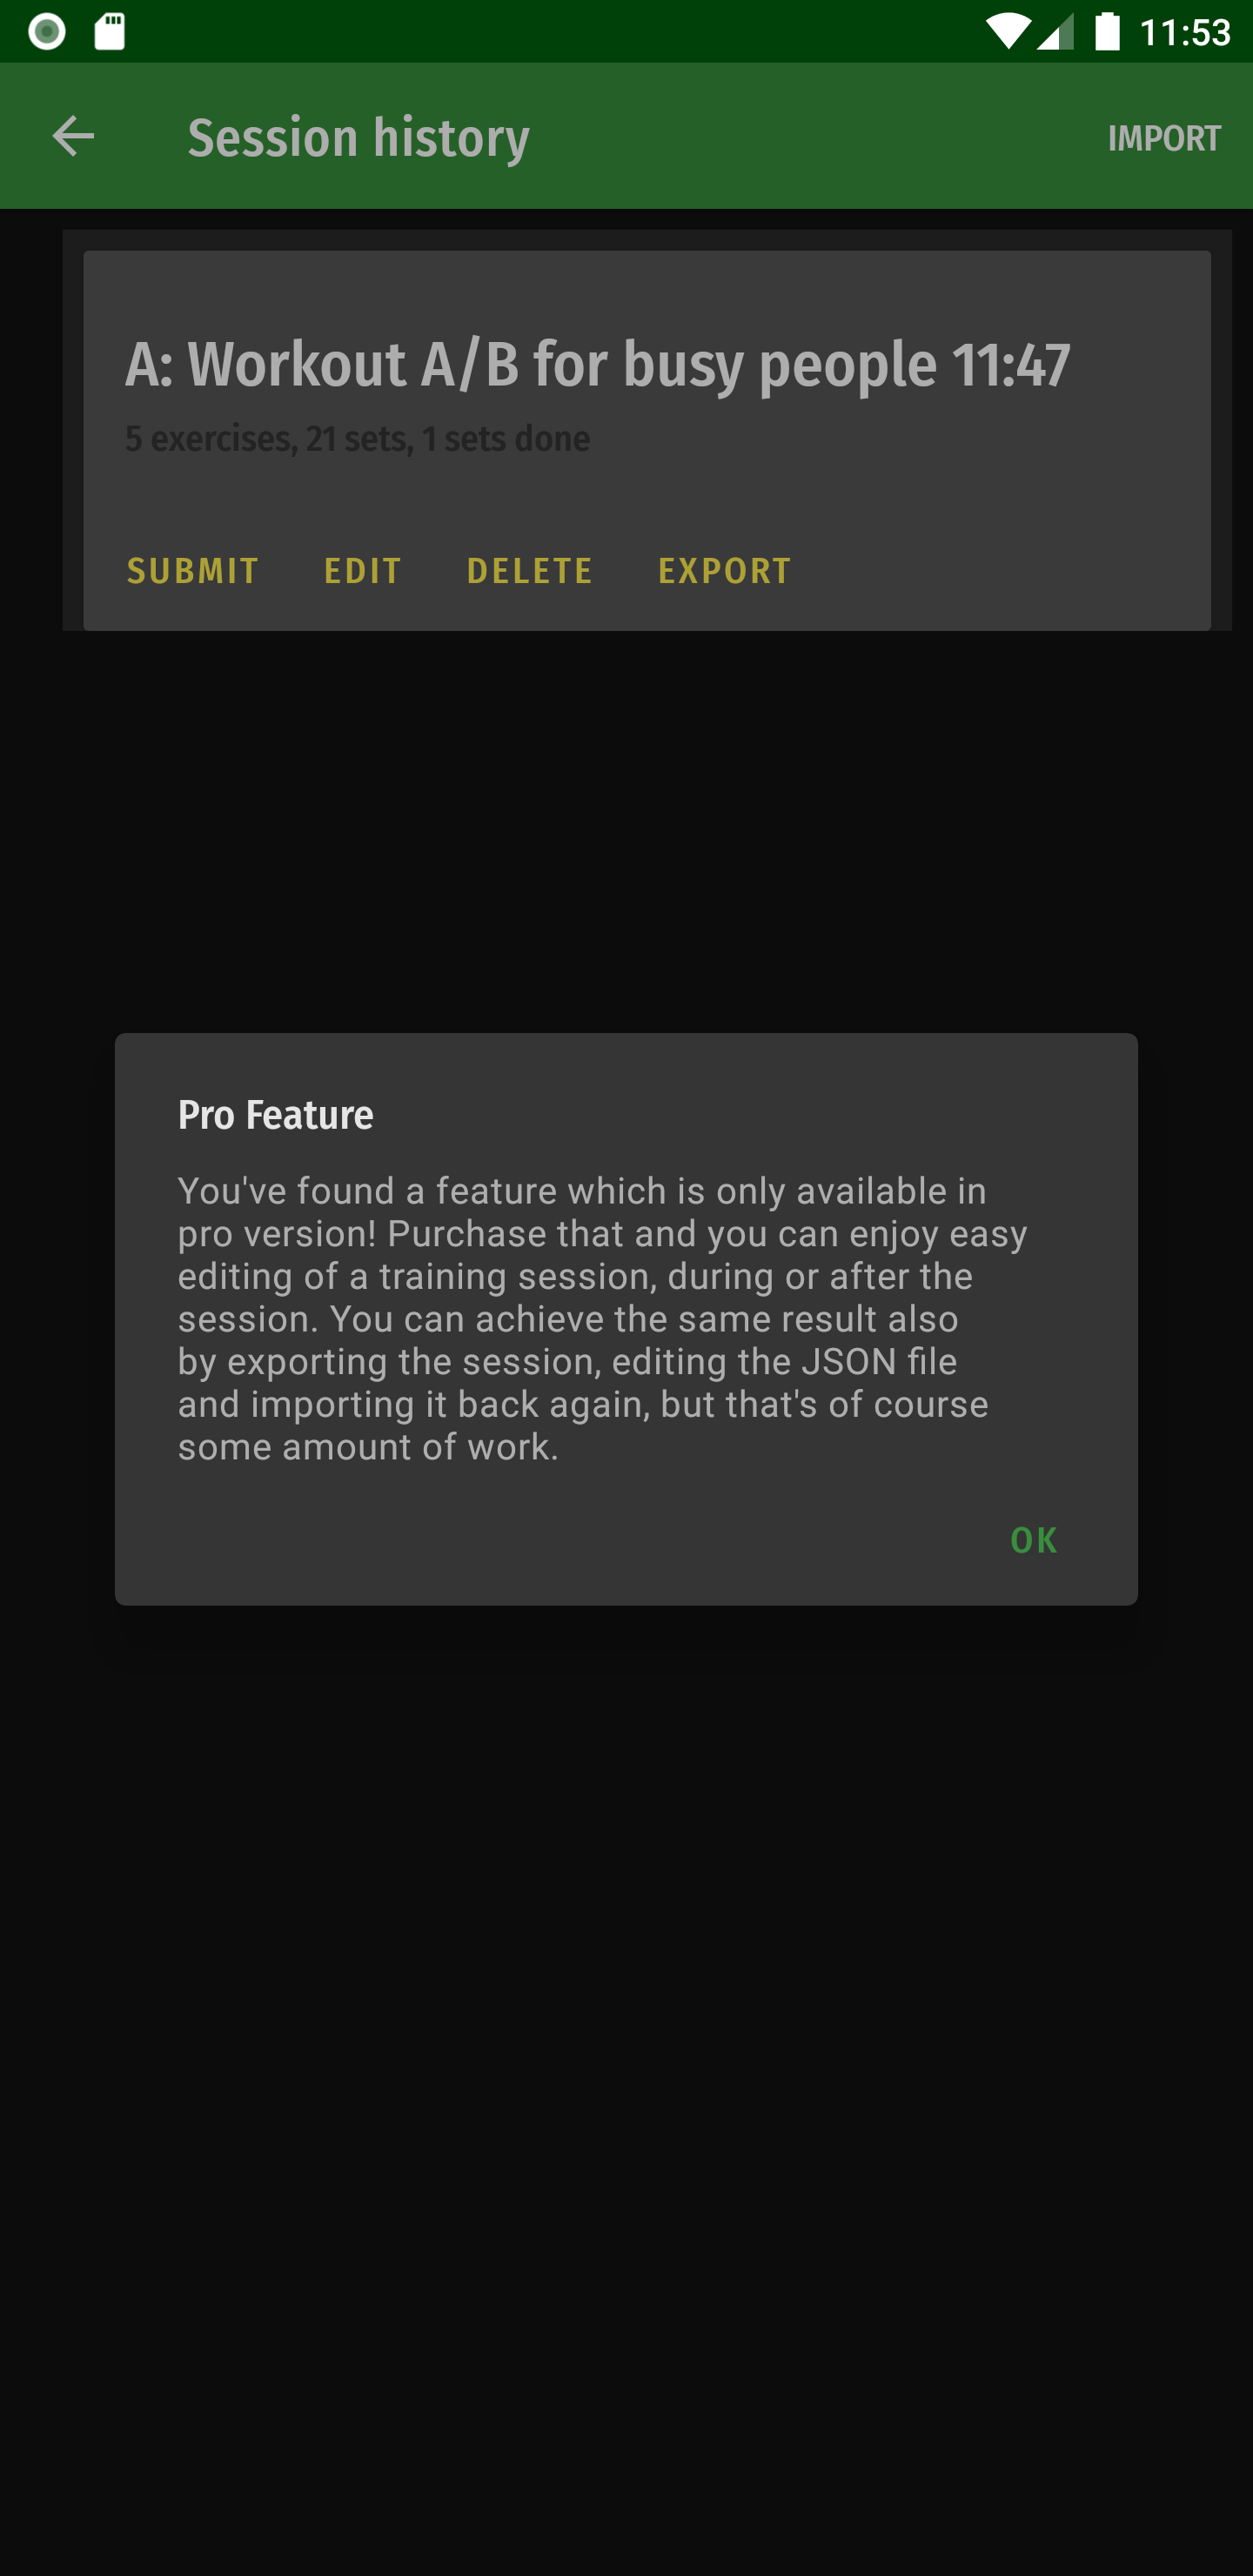 11:53
Session history
IMPORT
A: Workout A/B for busy people 11:47
5 exercises, 21 sets, 1 sets done
SUBMIT EDIT DELETE EXPORT
Pro Feature
You've found a feature which is only available in
pro version! Purchase that and you can enjoy easy
editing of a training session, during or after the
session. You can achieve the same result also
by exporting the session, editing the JSON file
and importing it back again, but that's of course
some amount of work.
OK